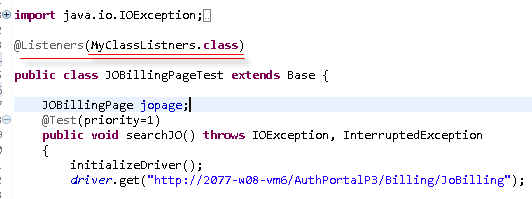 import java.io.IOException;
@Listeners(MyClassListners.class)
public class JOBillingPageTest extends Base {
JOBillingPage jopage;
@Test(priority=1)
public void searchJO() throws IOException, InterruptedException
{
initializeDriver();
driver.get("http://2077-w08-vm6/AuthPortalP3/Billing/JoBilling");